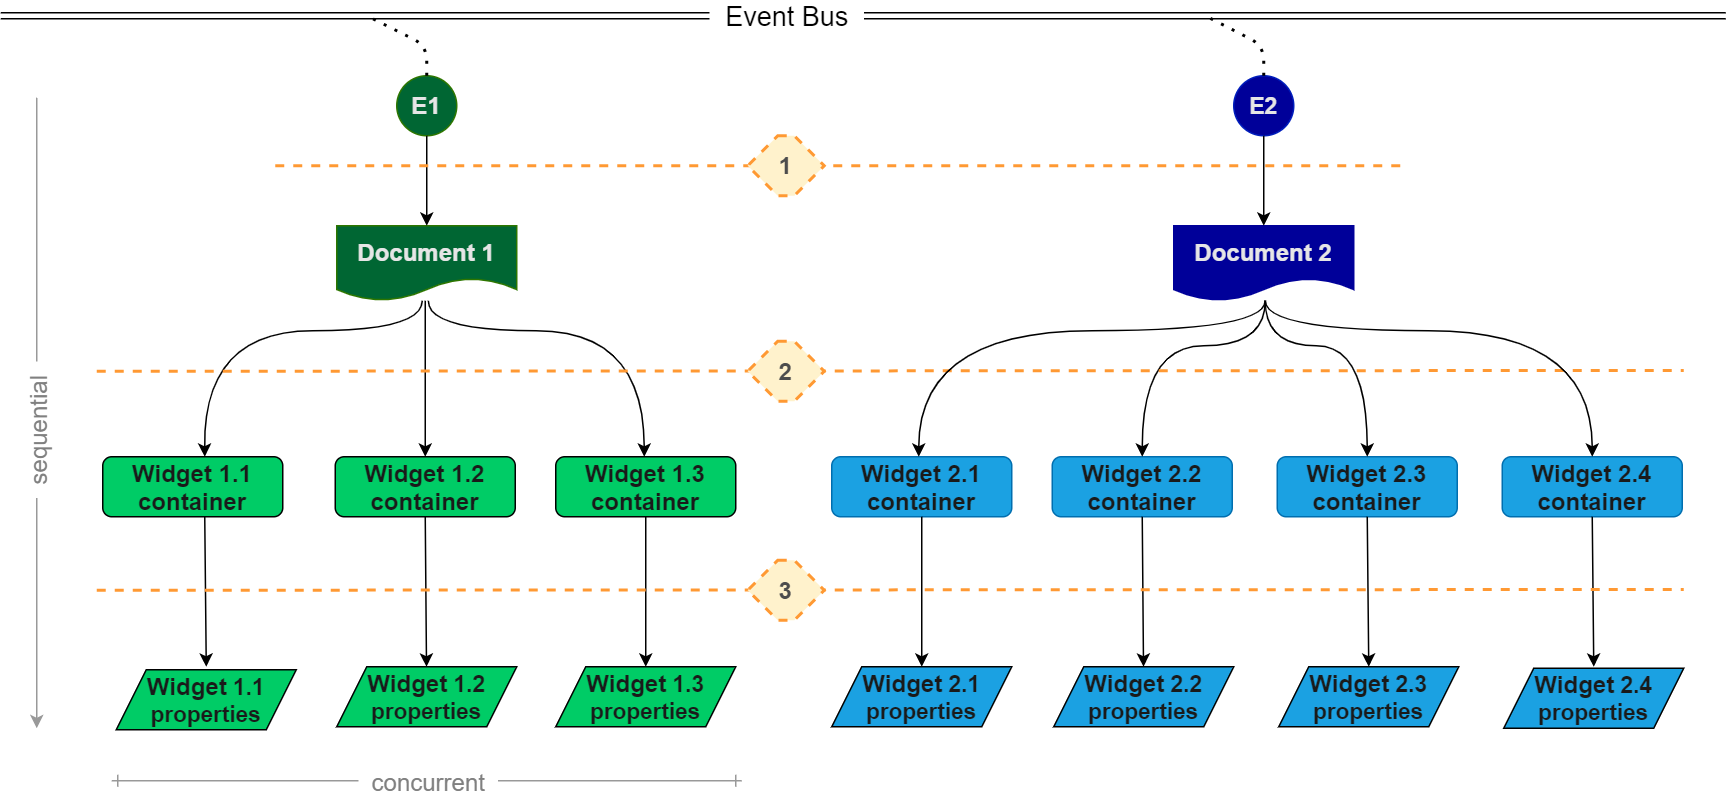 Event Bus
E1
E2
1
Document 1
Document 2
2
sequential
Widget 1.1
container
Widget 1.2
container
Widget 1.3
container
Widget 2.1
container
Widget 2.2
container
Widget 2.3
container
Widget 2.4
container
3
Widget 1.1
properties
Widget 1.2
properties
Widget 1.3
properties
Widget 2.1
properties
Widget 2.2
properties
Widget 2.3
properties
Widget 2.4
properties
concurrent